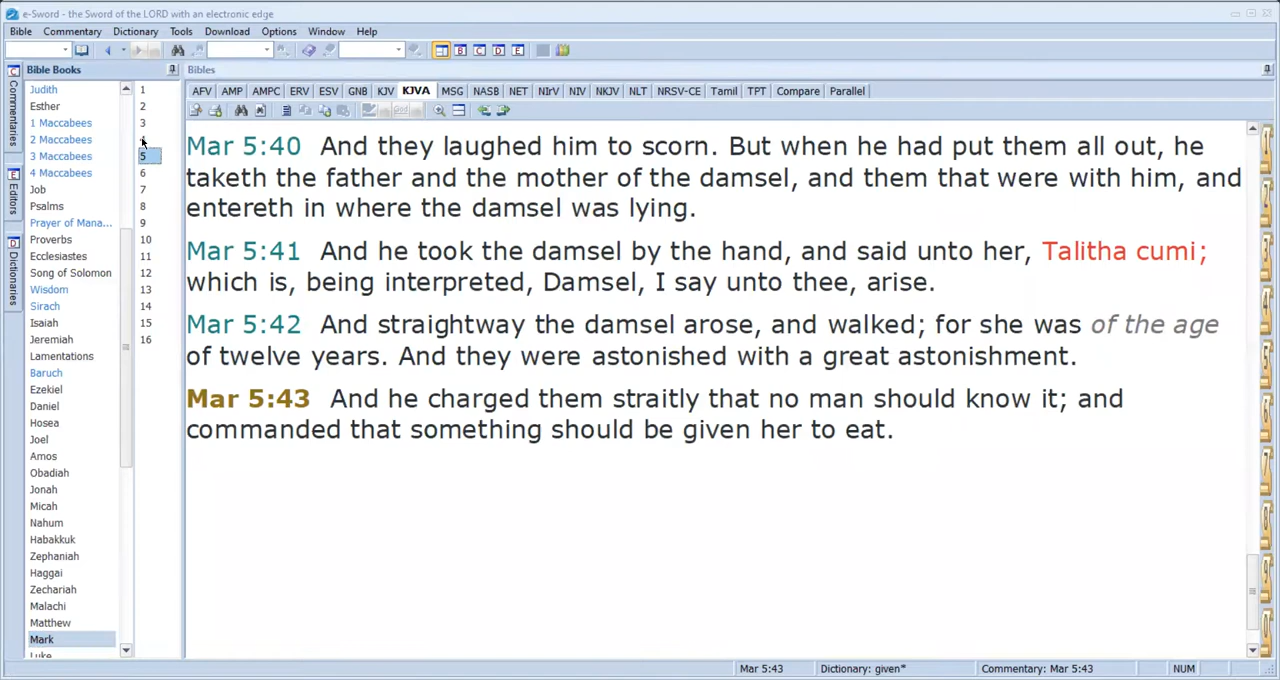 e-Sword - the Sword of the LORD with an electronic edge
Bible Commentary Dictionary Tools Download Options Window Help
B C D E
Bible Books
Bibles
C Commentaries
Editors
D Dictionaries
Judith
Esther
1 Maccabees
2 Maccabees
3 Maccabees
4 Maccabees
Job
Psalms
Prayer of Mana...
Proverbs
Ecclesiastes
Song of Solomon
Wisdom
Sirach
Isaiah
Jeremiah
Lamentations
Baruch
Ezekiel
Daniel
Hosea
Joel
Amos
Obadiah
Jonah
Micah
Nahum
Habakkuk
Zephaniah
Haggai
Zechariah
Malachi
Matthew
Mark
Luke
1
2
3
5
6
7
8
9
10
11
12
13
14
15
16
AFV AMP AMPC ERV ESV GNB KJV KJVA MSG NASB NET NIrV NIV NKJV NLT NRSV-CE Tamil TPT Compare Parallel
Mar 5:40 And they laughed him to scorn. But when he had put them all out, he
taketh the father and the mother of the damsel, and them that were with him, and
entereth in where the damsel was lying.
Mar 5:41 And he took the damsel by the hand, and said unto her, Talitha cumi;
which is, being interpreted, Damsel, I say unto thee, arise.
Mar 5:42 And straightway the damsel arose, and walked; for she was of the age
of twelve years. And they were astonished with a great astonishment.
Mar 5:43 And he charged them straitly that no man should know it; and
commanded that something should be given her to eat.
Mar 5:43 Dictionary: given* Commentary: Mar 5:43 NUM